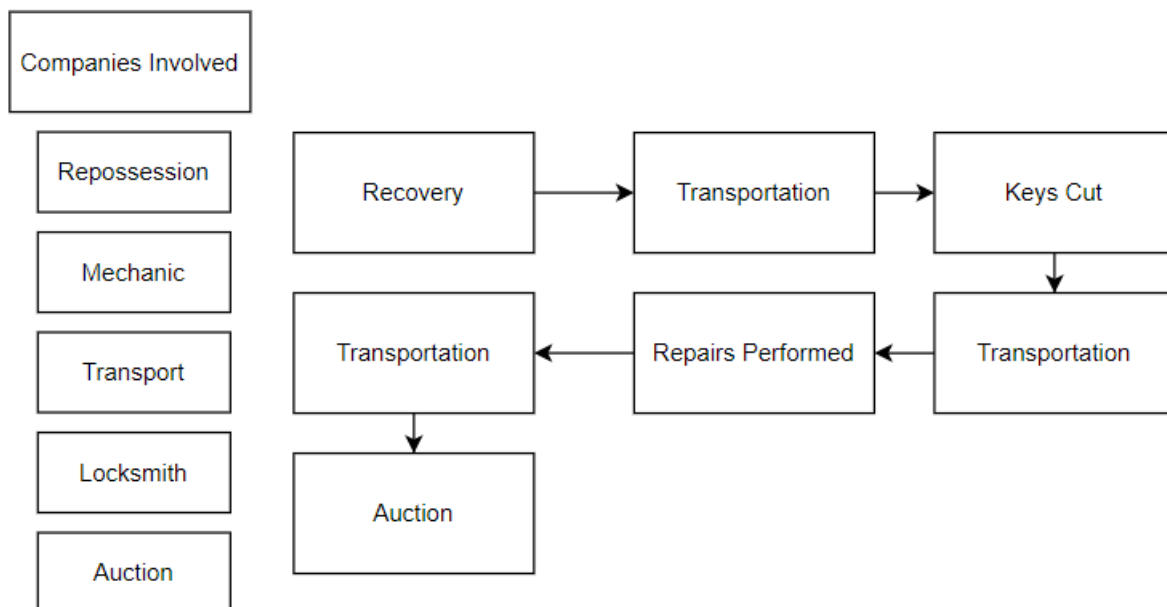 Companies Involved
Repossession
Mechanic
Transport
Locksmith
Auction
Recovery
Transportation
Keys Cut
Transportation
Repairs Performed
Transportation
Auction